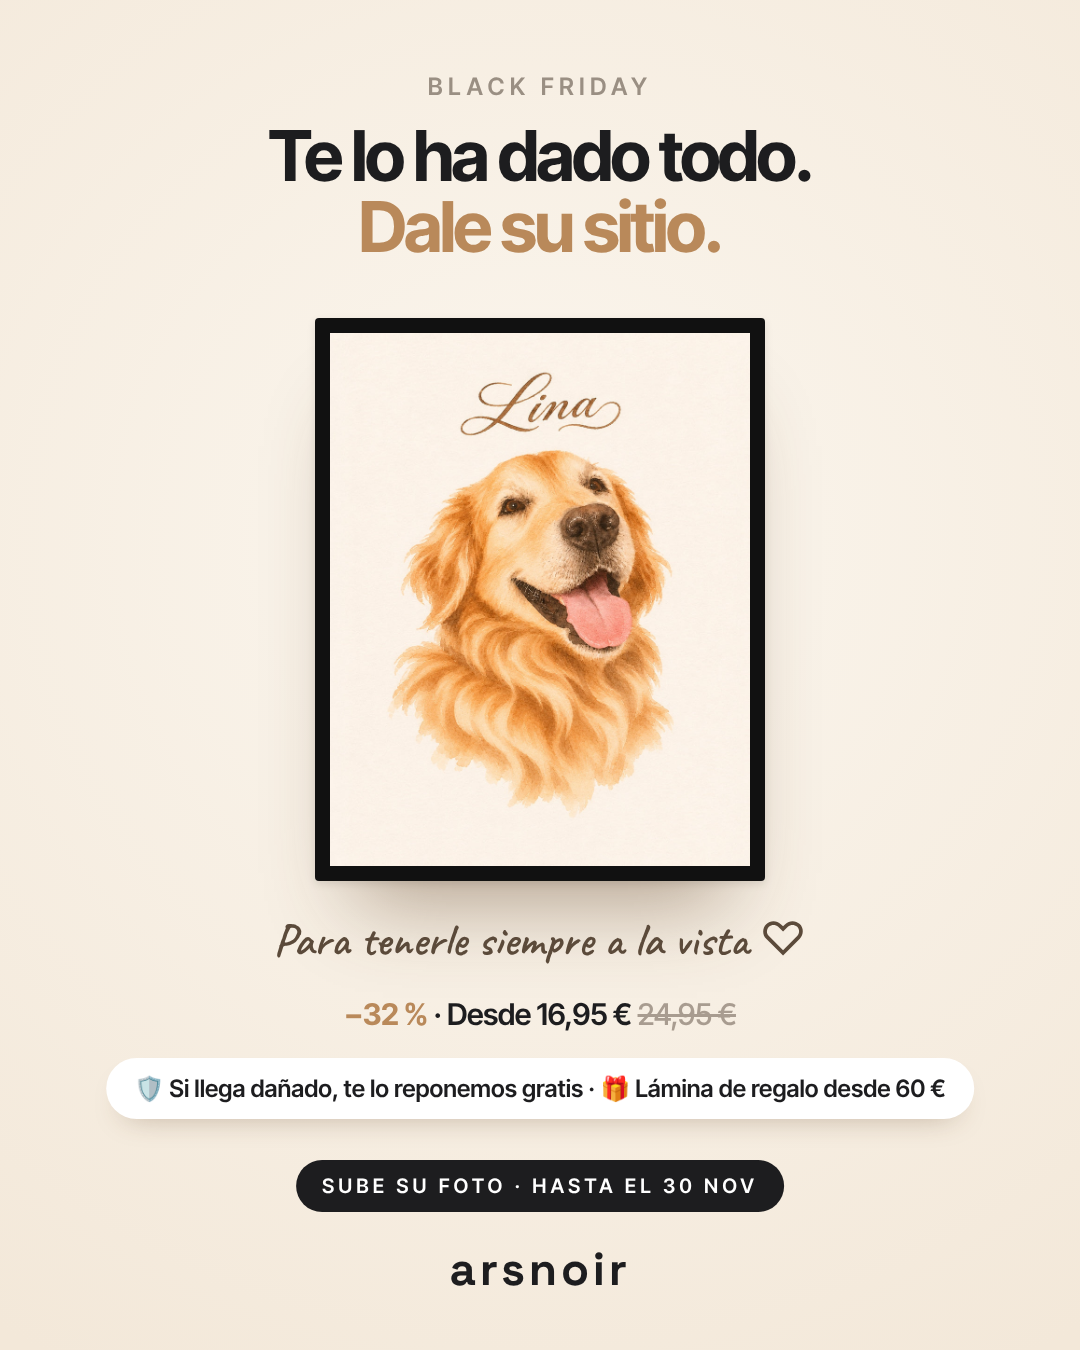 BLACK FRIDAY
Te lo ha dado todo.
Dale su sitio.
Lina
Para tenerle siempre a la vista ♡
–32 % · Desde 16,95 € 24,95 €
🛡️ Si llega dañado, te lo reponemos gratis · 🎁 Lámina de regalo desde 60 €
SUBE SU FOTO · HASTA EL 30 NOV
arsnoir